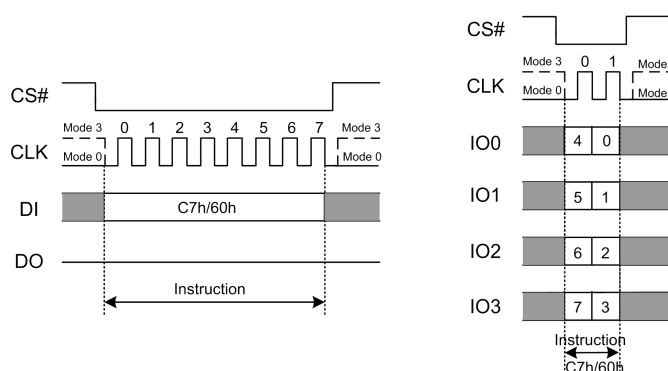 CS#
Mode 3 0 1 2 3 4 5 6 7 Mode 3
CLK
Mode 0 Mode 0
DI C7h/60h
DO
Instruction
CS#
Mode 3 0 1 Mode
CLK
Mode 0 Mode
IO0 4 0
IO1 5 1
IO2 6 2
IO3 7 3
Instruction
C7h/60h